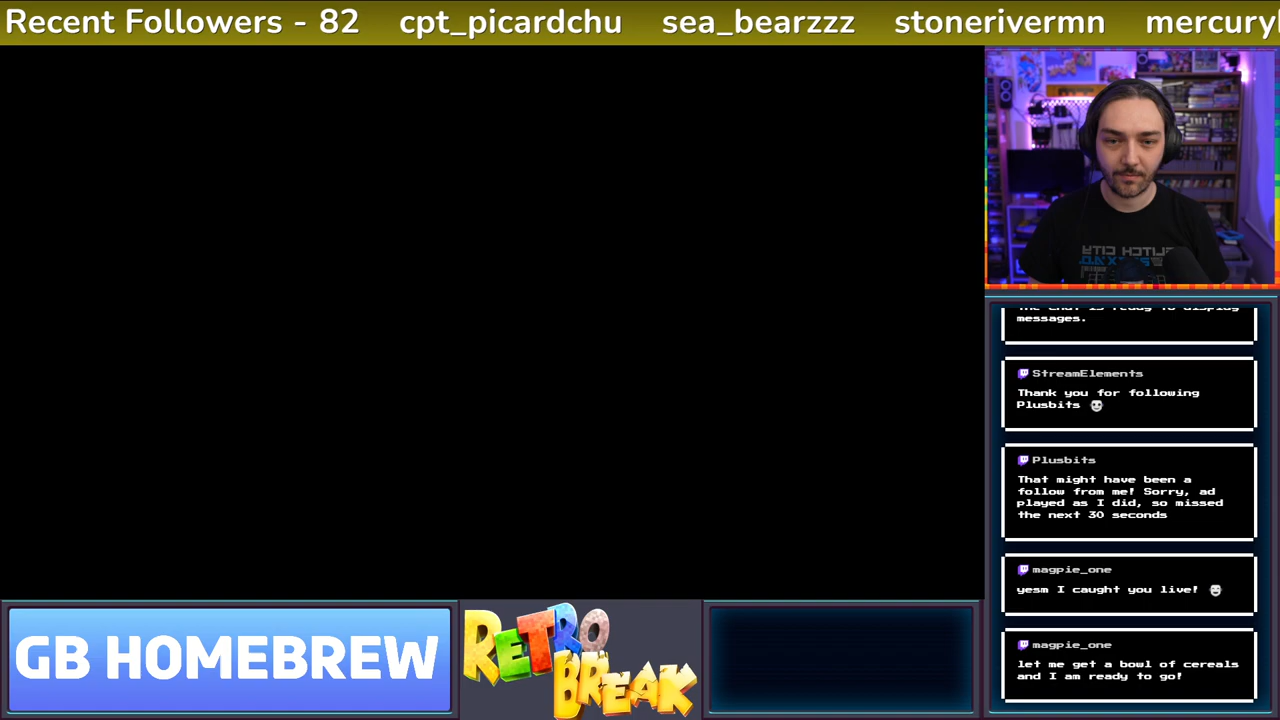 Recent Followers - 82 cpt_picardchu sea_bearzzz stonerivermn mercury
messages.
StreamElements
Thank you for following
Plusbits
Plusbits
That might have been a
follow from me! Sorry, ad
played as I did, so missed
the next 30 seconds
magpie_one
yesm I caught you live!
magpie_one
let me get a bowl of cereals
and I am ready to go!
GB HOMEBREW
RETRO
BREAK